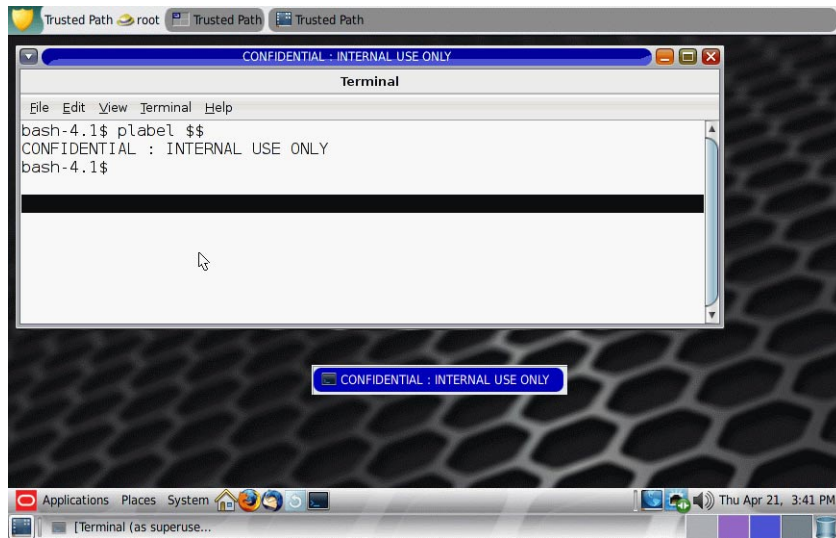 Trusted Path root Trusted Path Trusted Path
CONFIDENTIAL : INTERNAL USE ONLY
Terminal
File Edit View Terminal Help
bash-4.1$ plabel $$
CONFIDENTIAL : INTERNAL USE ONLY
bash-4.1$
CONFIDENTIAL : INTERNAL USE ONLY
Applications Places System Thu Apr 21, 3:41 PM
[Terminal (as superuse...